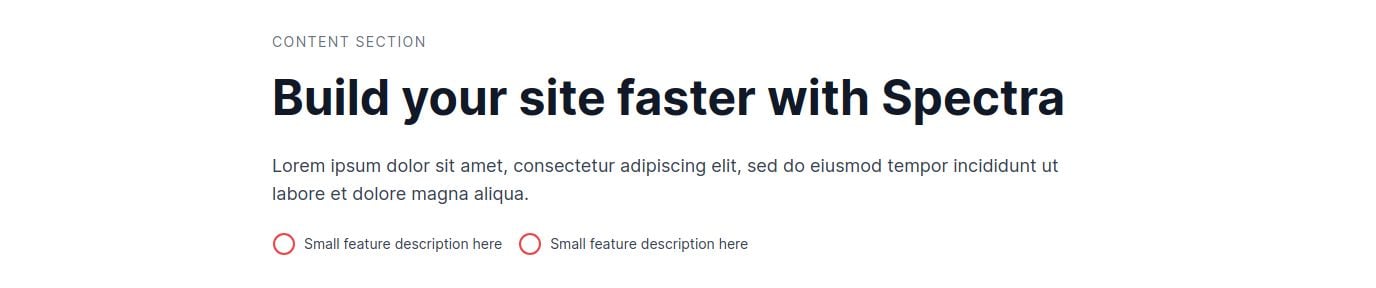 CONTENT SECTION
Build your site faster with Spectra
Lorem ipsum dolor sit amet, consectetur adipiscing elit, sed do eiusmod tempor incididunt ut
labore et dolore magna aliqua.
Small feature description here Small feature description here